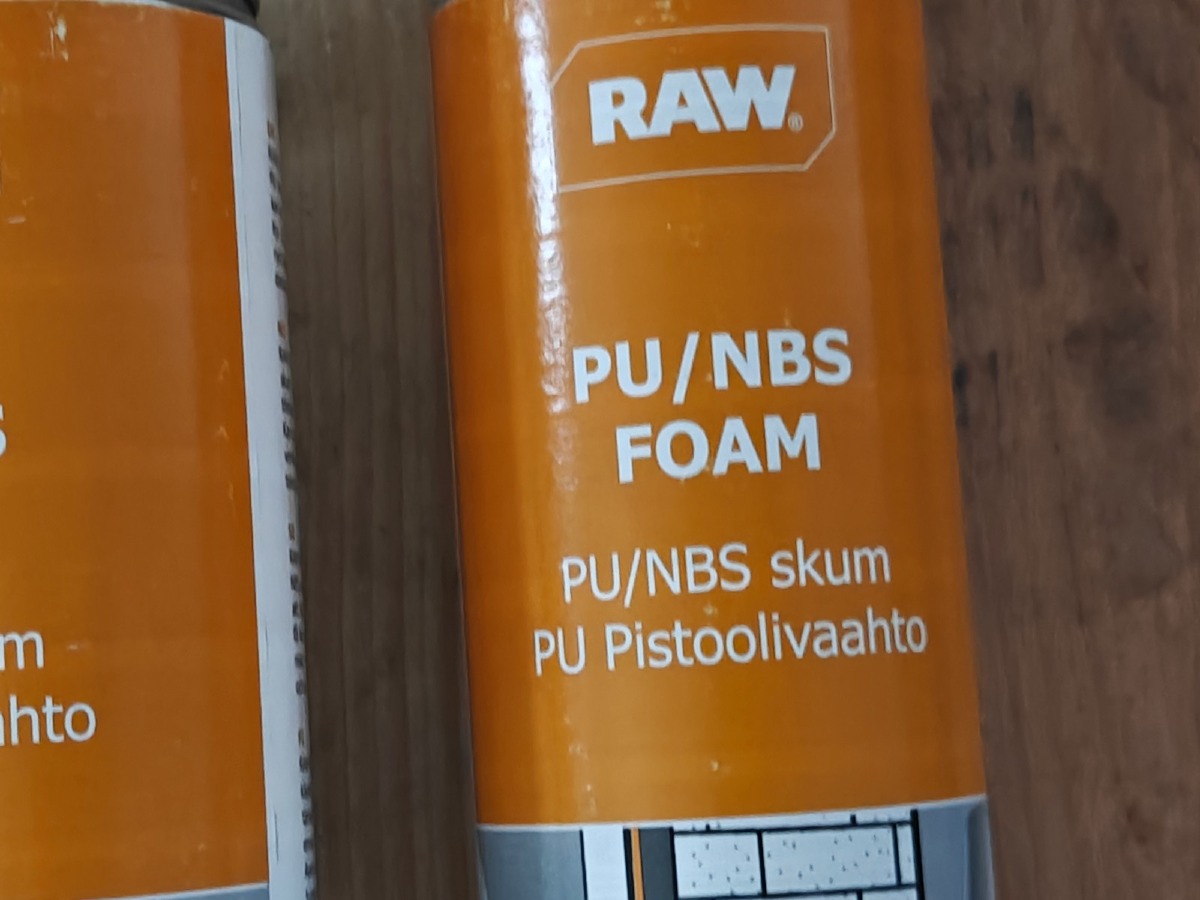 RAW®
PU/NBS
FOAM
PU/NBS skum
PU Pistoolivaahto